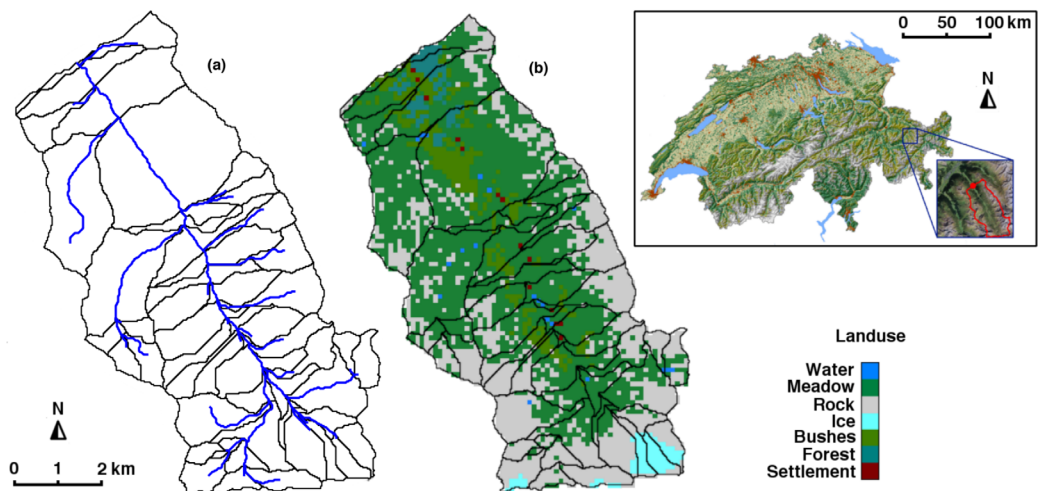 (a)
N
0 1 2 km
(b)
0 50 100 km
N
Landuse
Water
Meadow
Rock
Ice
Bushes
Forest
Settlement